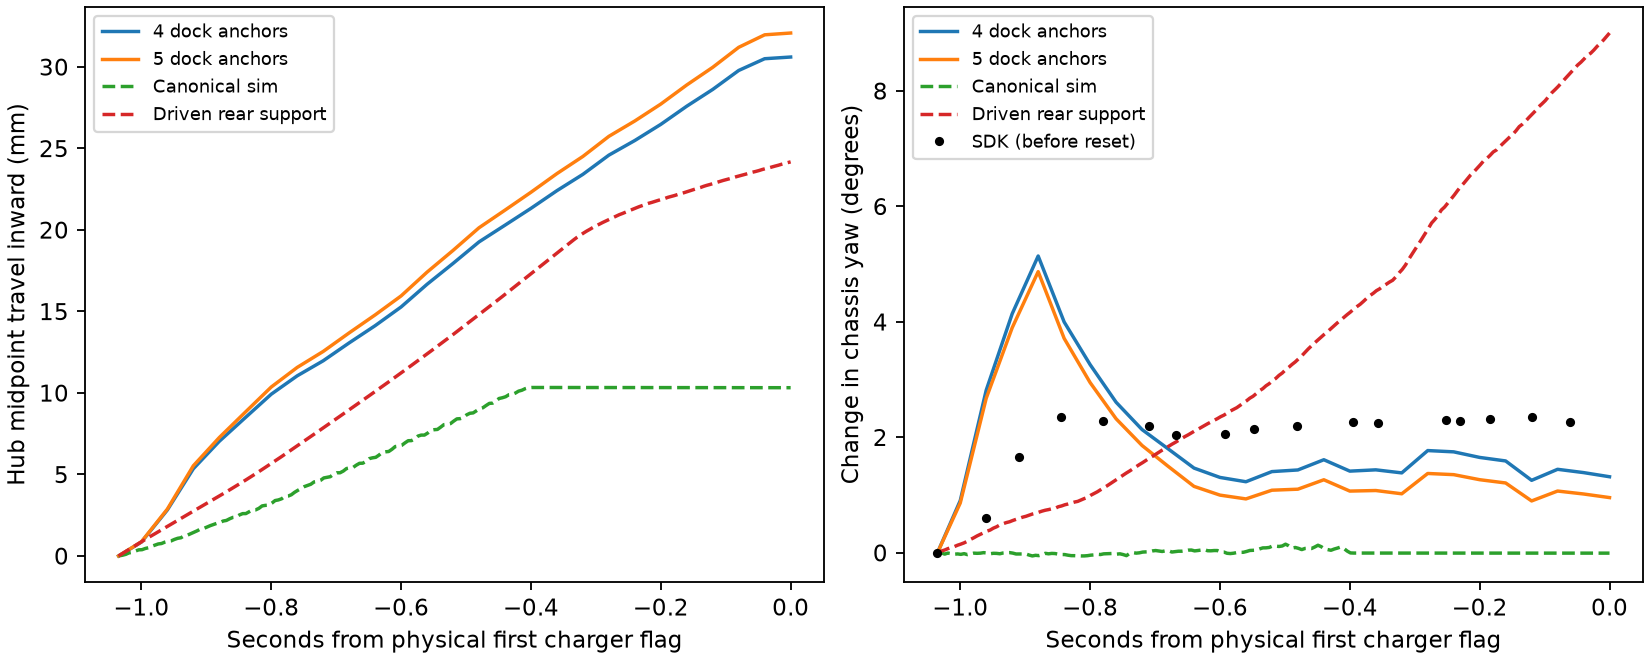 Hub midpoint travel inward (mm)
30
25
20
15
10
5
0
4 dock anchors
5 dock anchors
Canonical sim
Driven rear support
−1.0 −0.8 −0.6 −0.4 −0.2 0.0
Seconds from physical first charger flag
Change in chassis yaw (degrees)
8
6
4
2
0
4 dock anchors
5 dock anchors
Canonical sim
Driven rear support
SDK (before reset)
−1.0 −0.8 −0.6 −0.4 −0.2 0.0
Seconds from physical first charger flag